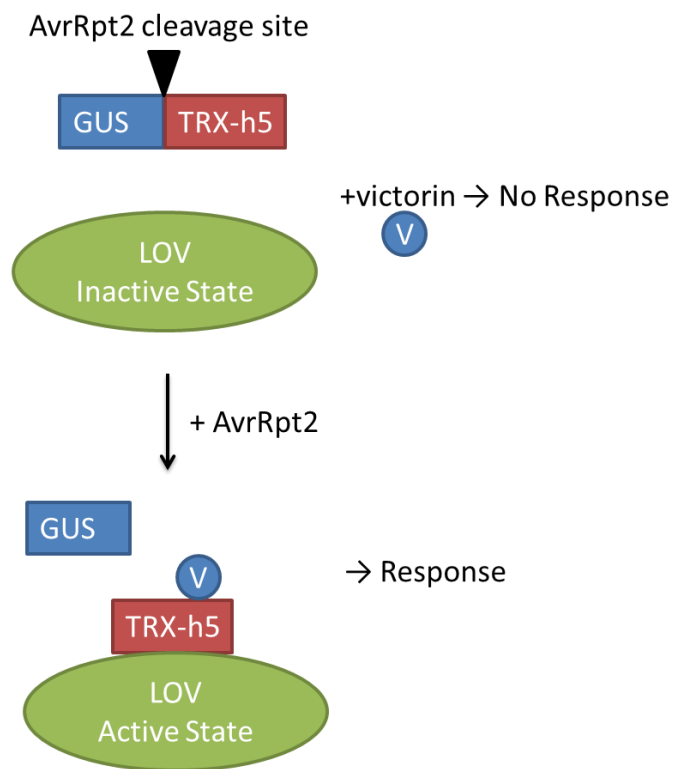 AvrRpt2 cleavage site
GUS TRX-h5
+victorin → No Response
V
LOV
Inactive State
+ AvrRpt2
GUS
V
→ Response
TRX-h5
LOV
Active State